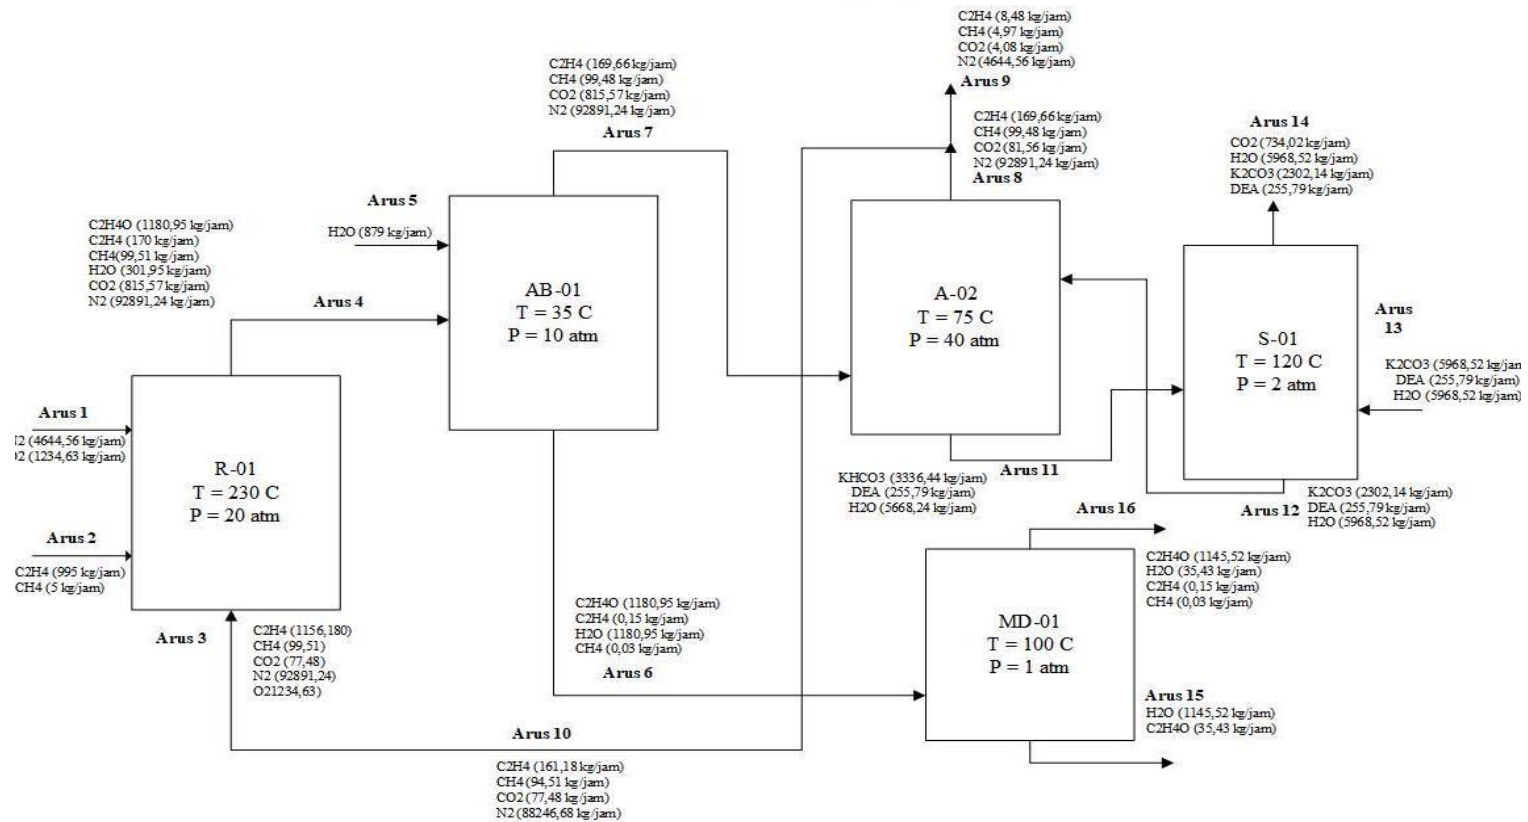 C2H4 (8,48 kg/jam)
CH4 (4,97 kg/jam)
CO2 (4,08 kg/jam)
N2 (4644,56 kg/jam)
Arus 9
C2H4 (169,66 kg/jam)
CH4 (99,48 kg/jam)
CO2 (815,57 kg/jam)
N2 (92891,24 kg/jam)
Arus 7
C2H4 (169,66 kg/jam)
CH4 (99,48 kg/jam)
CO2 (81,56 kg/jam)
N2 (92891,24 kg/jam)
Arus 8
Arus 14
CO2 (734,02 kg/jam)
H2O (5968,52 kg/jam)
K2CO3 (2302,14 kg/jam)
DEA (255,79 kg/jam)
Arus 5
H2O (879 kg/jam)
C2H4O (1180,95 kg/jam)
C2H4 (170 kg/jam)
CH4(99,51 kg/jam)
H2O (301,95 kg/jam)
CO2 (815,57 kg/jam)
N2 (92891,24 kg/jam)
Arus 4
AB-01
T = 35 C
P = 10 atm
A-02
T = 75 C
P = 40 atm
S-01
T = 120 C
P = 2 atm
Arus
13
K2CO3 (5968,52 kg/jam
DEA (255,79 kg/jam)
H2O (5968,52 kg/jam)
Arus 1
2 (4644,56 kg/jam)
2 (1234,63 kg/jam)
R-01
T = 230 C
P = 20 atm
Arus 2
C2H4 (995 kg/jam)
CH4 (5 kg/jam)
Arus 3
C2H4 (1156,180)
CH4 (99,51)
CO2 (77,48)
N2 (92891,24)
O21234,63)
KHCO3 (3336,44 kg/jam)
DEA (255,79 kg/jam)
H2O (5668,24 kg/jam)
Arus 11
Arus 12
K2CO3 (2302,14 kg/jam)
DEA (255,79 kg/jam)
H2O (5968,52 kg/jam)
Arus 16
C2H4O (1145,52 kg/jam)
H2O (35,43 kg/jam)
C2H4 (0,15 kg/jam)
CH4 (0,03 kg/jam)
C2H4O (1180,95 kg/jam)
C2H4 (0,15 kg/jam)
H2O (1180,95 kg/jam)
CH4 (0,03 kg/jam)
Arus 6
MD-01
T = 100 C
P = 1 atm
Arus 15
H2O (1145,52 kg/jam)
C2H4O (35,43 kg/jam)
Arus 10
C2H4 (161,18 kg/jam)
CH4 (94,51 kg/jam)
CO2 (77,48 kg/jam)
N2 (88246,68 kg/jam)